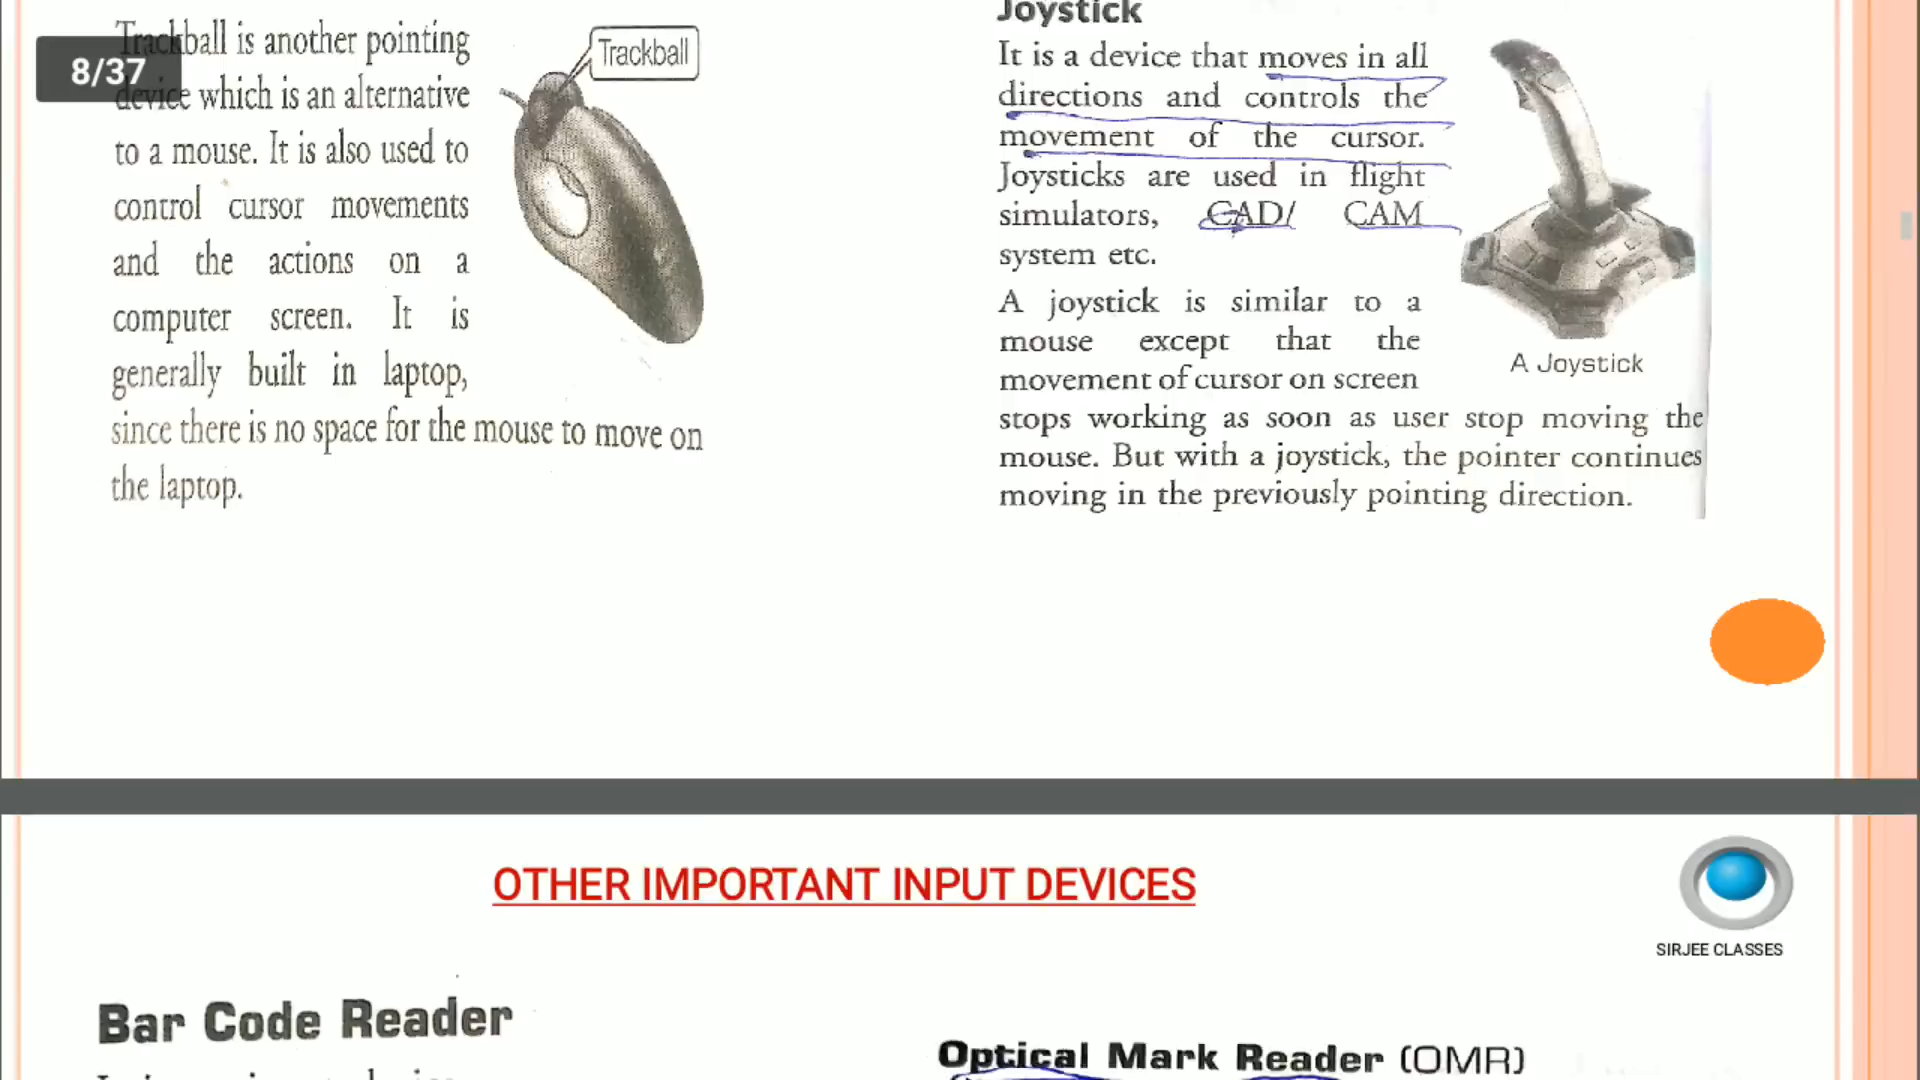 8/37
Trackball is another pointing
device which is an alternative
to a mouse. It is also used to
control cursor movements
and the actions on a
computer screen. It is
generally built in laptop,
since there is no space for the mouse to move on
the laptop.
Trackball
Joystick
It is a device that moves in all
directions and controls the
movement of the cursor.
Joysticks are used in flight
simulators, CAD/ CAM
system etc.
A joystick is similar to a
mouse except that the
movement of cursor on screen
stops working as soon as user stop moving the
mouse. But with a joystick, the pointer continues
moving in the previously pointing direction.
A Joystick
OTHER IMPORTANT INPUT DEVICES
SIRJEE CLASSES
Bar Code Reader
Optical Mark Reader (OMR)